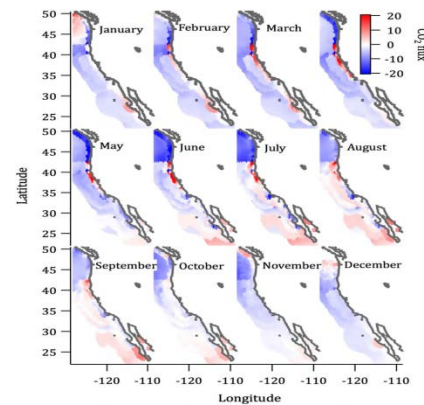 50
45
40
35
30
25
January
February
March
20
10
0
-10
-20
CO2 flux
Latitude
50
45
40
35
30
25
May
June
July
August
50
45
40
35
30
25
September
October
November
December
-120
-110
-120
-110
-120
-110
-120
-110
Longitude